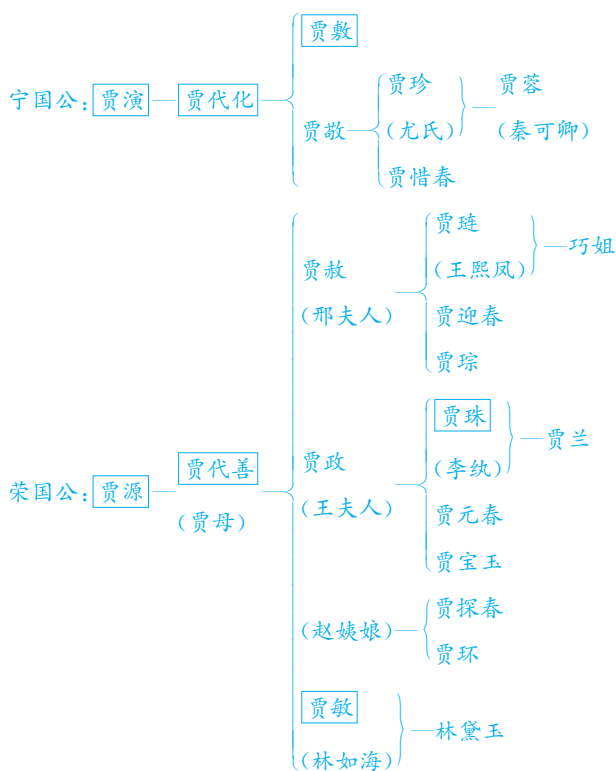 贾敷
宁国公：贾演 贾代化
贾敬
贾珍
(尤氏)
贾惜春
贾蓉
(秦可卿)
荣国公：贾源
贾代善
(贾母)
贾赦
(邢夫人)
贾琏
(王熙凤)
巧姐
贾迎春
贾琮
贾政
(王夫人)
贾珠
(李纨)
贾兰
贾元春
贾宝玉
(赵姨娘)
贾探春
贾环
贾敏
(林如海)
林黛玉